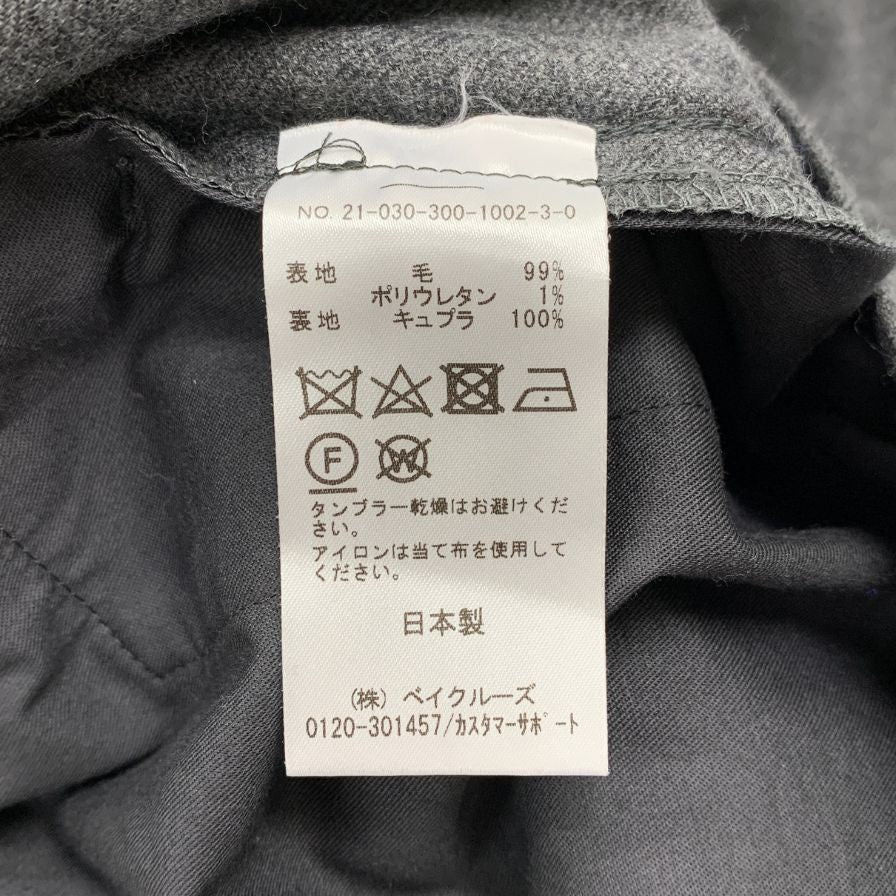 NO. 21-030-300-1002-3-0
表地 毛 99%
ポリウレタン 1%
裏地 キュプラ 100%
F W
タンブラー乾燥はお避けくだ
さい。
アイロンは当て布を使用して
ください。
日本製
(株) ベイクルーズ
0120-301457/カスタマーサポート